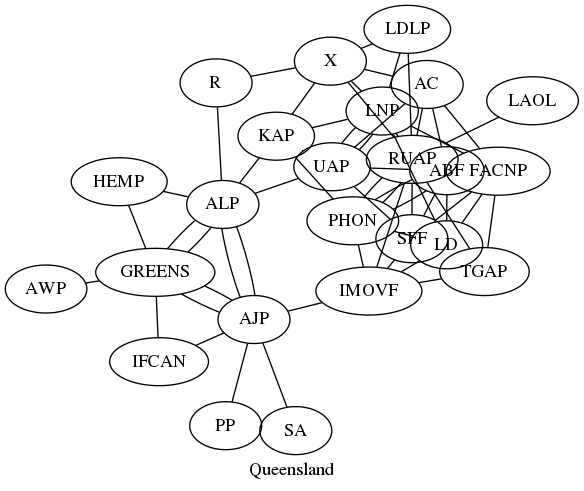 LDLP
X
R
AC
LAOL
LNP
KAP
UAP
RUAP
ABF
FACNP
HEMP
ALP
PHON
SFF
LD
GREENS
TGAP
AWP
IMOVF
AJP
IFCAN
PP
SA
Queensland